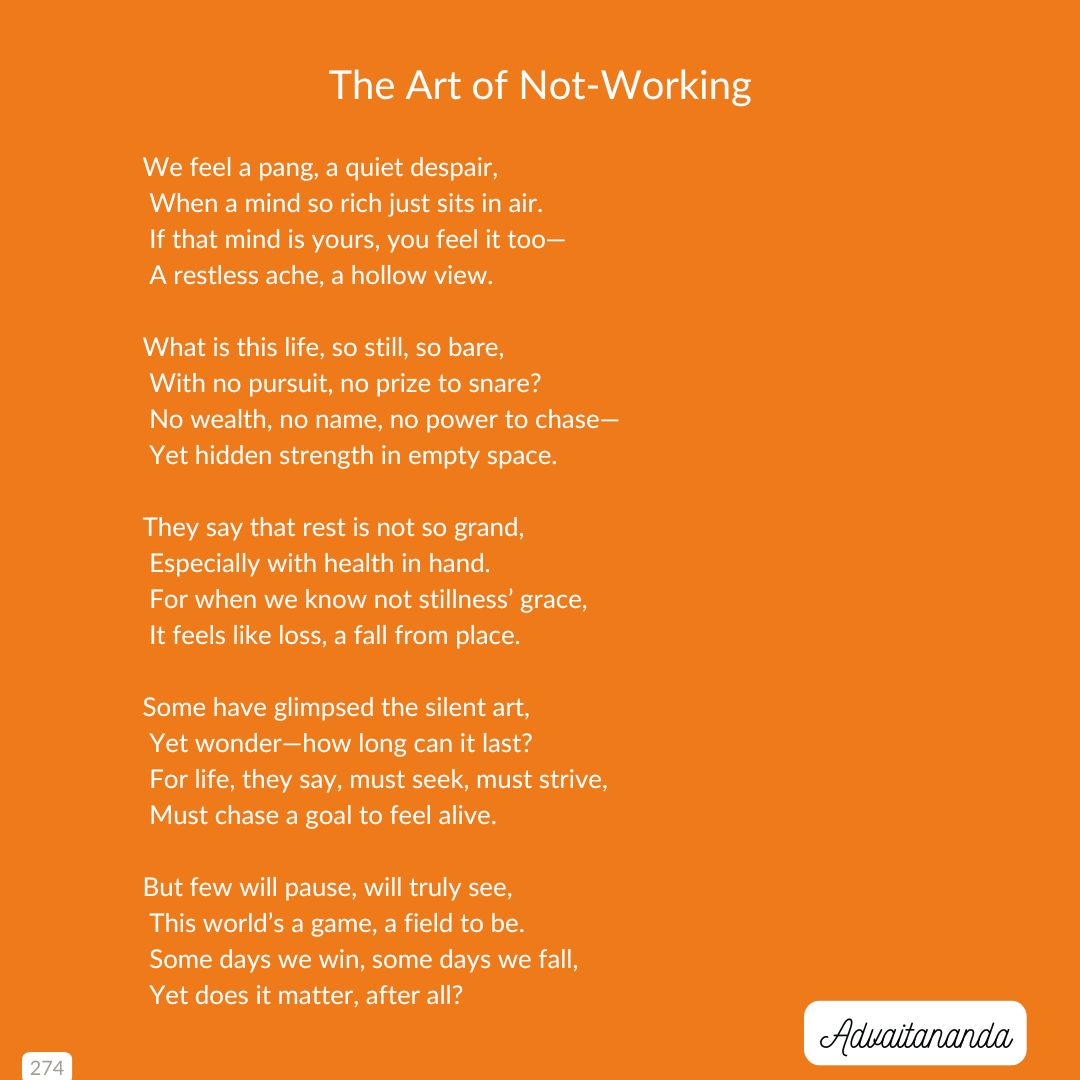 The Art of Not-Working
We feel a pang, a quiet despair,
When a mind so rich just sits in air.
If that mind is yours, you feel it too—
A restless ache, a hollow view.
What is this life, so still, so bare,
With no pursuit, no prize to snare?
No wealth, no name, no power to chase—
Yet hidden strength in empty space.
They say that rest is not so grand,
Especially with health in hand.
For when we know not stillness’ grace,
It feels like loss, a fall from place.
Some have glimpsed the silent art,
Yet wonder—how long can it last?
For life, they say, must seek, must strive,
Must chase a goal to feel alive.
But few will pause, will truly see,
This world’s a game, a field to be.
Some days we win, some days we fall,
Yet does it matter, after all?
Advaitananda
274